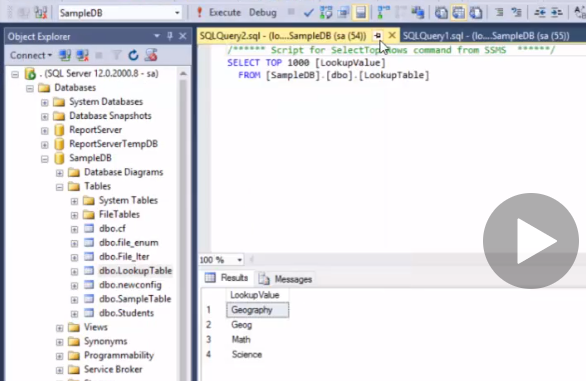 SampleDB
Execute Debug
Object Explorer
SQLQuery2.sql - (lo....SampleDB (sa (54))
SQLQuery1.sql - (lo....SampleDB (sa (55))
Connect
/****** Script for SelectTopNRows command from SSMS ******/
SELECT TOP 1000 [LookupValue]
FROM [SampleDB].[dbo].[LookupTable]
. (SQL Server 12.0.2000.8 - sa)
Databases
System Databases
Database Snapshots
ReportServer
ReportServerTempDB
SampleDB
Database Diagrams
Tables
System Tables
FileTables
dbo.cf
dbo.file_enum
dbo.File_Iter
dbo.LookupTable
dbo.newconfig
dbo.SampleTable
dbo.Students
Views
Synonyms
Programmability
Service Broker
100 %
Results Messages
LookupValue
1 Geography
2 Geog
3 Math
4 Science